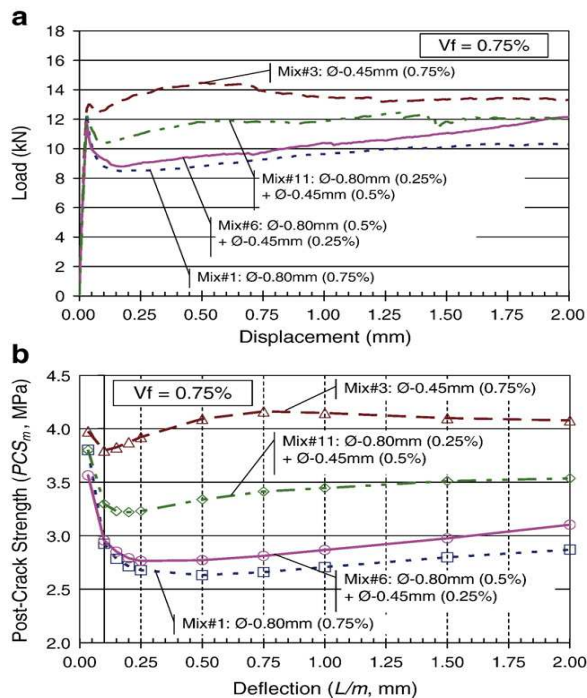 a
Vf = 0.75%
18
16
14
12
10
8
6
4
2
0
Load (kN)
Mix#3: Ø-0.45mm (0.75%)
Mix#11: Ø-0.80mm (0.25%)
+ Ø-0.45mm (0.5%)
Mix#6: Ø-0.80mm (0.5%)
+ Ø-0.45mm (0.25%)
Mix#1: Ø-0.80mm (0.75%)
0.00 0.25 0.50 0.75 1.00 1.25 1.50 1.75 2.00
Displacement (mm)
b
Vf = 0.75%
4.5
4.0
3.5
3.0
2.5
2.0
Post-Crack Strength (PCSm, MPa)
Mix#3: Ø-0.45mm (0.75%)
Mix#11: Ø-0.80mm (0.25%)
+ Ø-0.45mm (0.5%)
Mix#6: Ø-0.80mm (0.5%)
+ Ø-0.45mm (0.25%)
Mix#1: Ø-0.80mm (0.75%)
0.00 0.25 0.50 0.75 1.00 1.25 1.50 1.75 2.00
Deflection (L/m, mm)